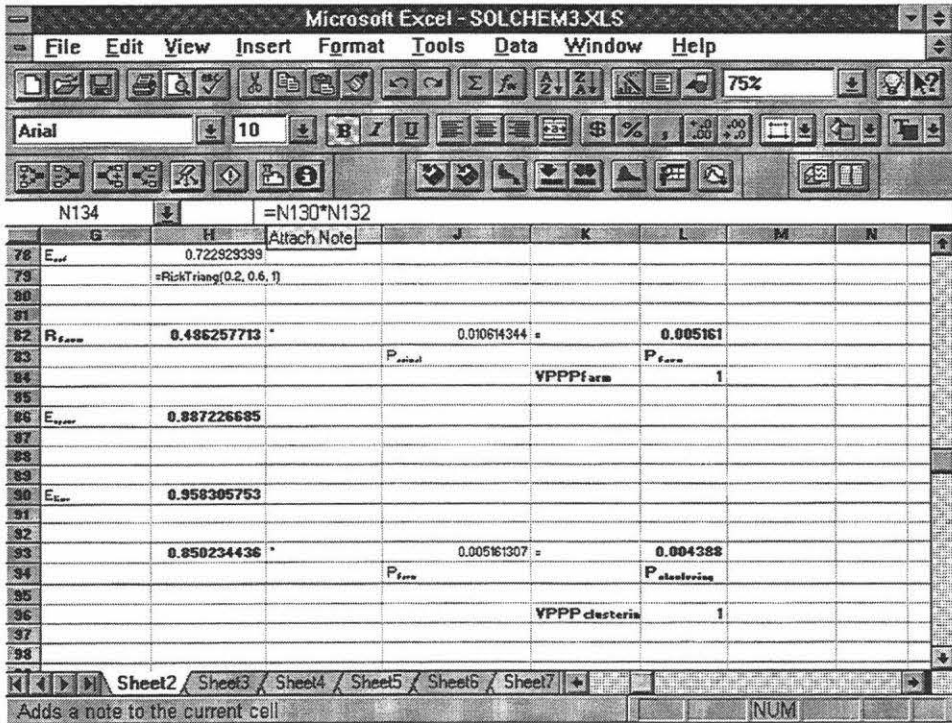 Microsoft Excel - SOLCHEM3.XLS
File Edit View Insert Format Tools Data Window Help
75%
Arial 10 B I U $ % ,
N134 =N130*N132
Attach Note
G H J K L M N
78 E 0.722929399
79 =RiskTriang(0.2, 0.6, 1)
80
81
82 R farm 0.486257713 * 0.010614344 = 0.005161
83 P P farm
84 VPPPfarm 1
85
86 E 0.887226685
87
88
89
90 E 0.958305753
91
92
93 0.850234436 * 0.005161307 = 0.004388
94 P farm P clustering
95
96 VPPP clusterin 1
97
98
Sheet2 Sheet3 Sheet4 Sheet5 Sheet6 Sheet7
Adds a note to the current cell NUM